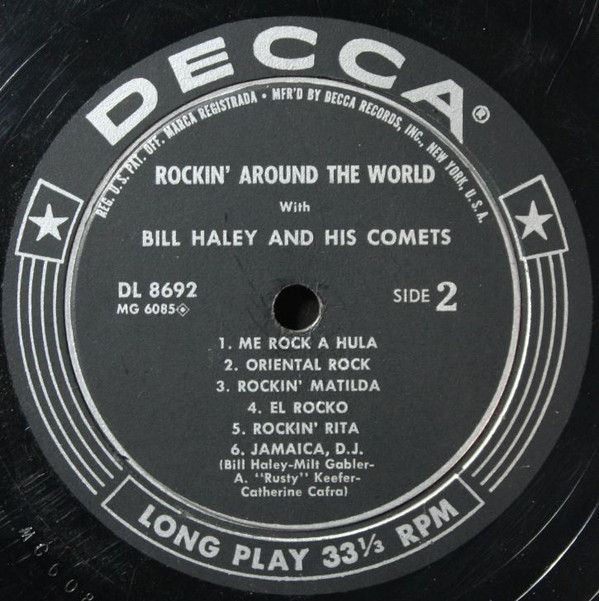 DECCA®
REG. U.S. PAT. OFF. MARCA REGISTRADA • MFR'D BY DECCA RECORDS, INC., NEW YORK, U.S.A.
ROCKIN' AROUND THE WORLD
With
BILL HALEY AND HIS COMETS
DL 8692
MG 6085
SIDE 2
1. ME ROCK A HULA
2. ORIENTAL ROCK
3. ROCKIN' MATILDA
4. EL ROCKO
5. ROCKIN' RITA
6. JAMAICA, D.J.
(Bill Haley-Milt Gabler-
A. "Rusty" Keefer-
Catherine Cafra)
LONG PLAY 33⅓ RPM